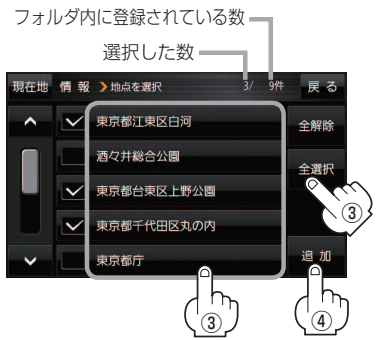 フォルダ内に登録されている数
選択した数
現在地 情報 地点を選択 3/ 9件 戻る
東京都江東区白河 全解除
酒々井総合公園 全選択
東京都台東区上野公園
③
東京都千代田区丸の内
東京都庁 追加
③ ④